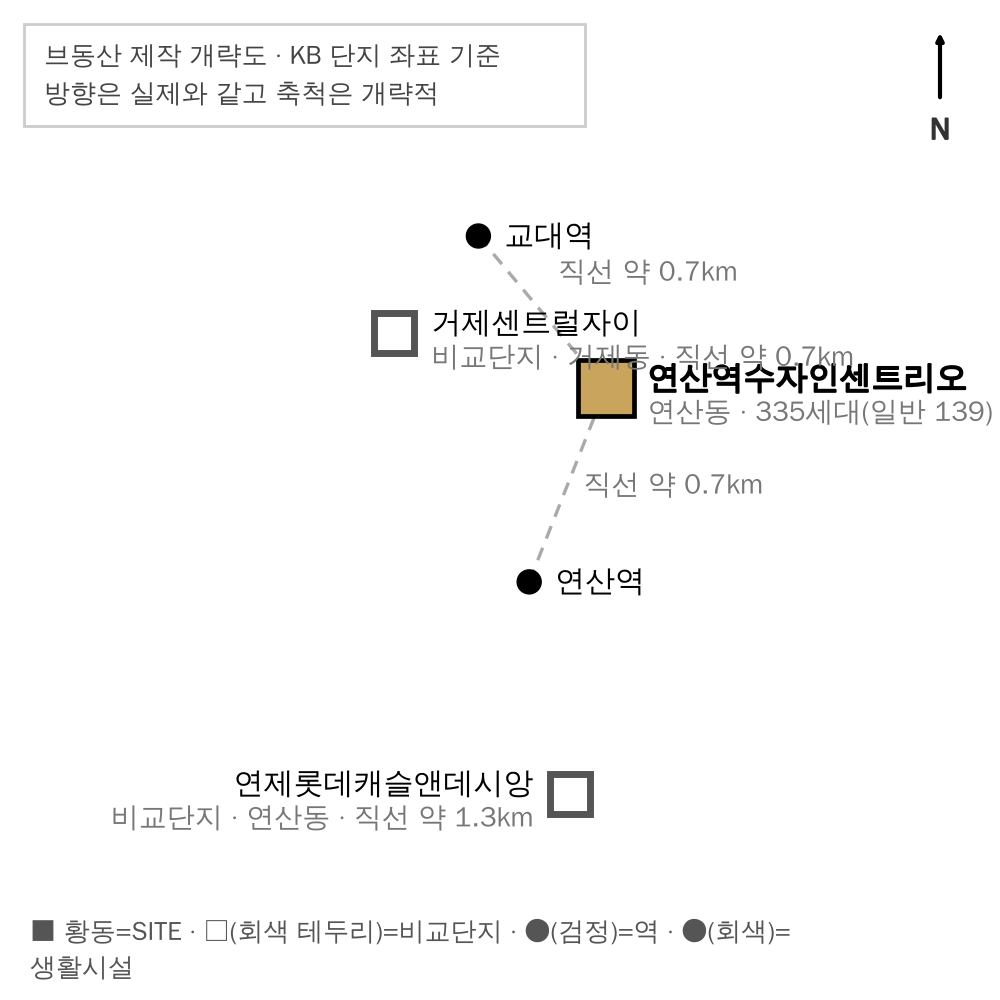 브동산 제작 개략도 · KB 단지 좌표 기준
방향은 실제와 같고 축척은 개략적
N
교대역
직선 약 0.7km
거제센트럴자이
비교단지 · 거제동 · 직선 약 0.7km
연산역수자인센트리오
연산동 · 335세대(일반 139)
직선 약 0.7km
연산역
연제롯데캐슬앤데시앙
비교단지 · 연산동 · 직선 약 1.3km
■ 황동=SITE · □(회색 테두리)=비교단지 · ●(검정)=역 · ●(회색)=
생활시설